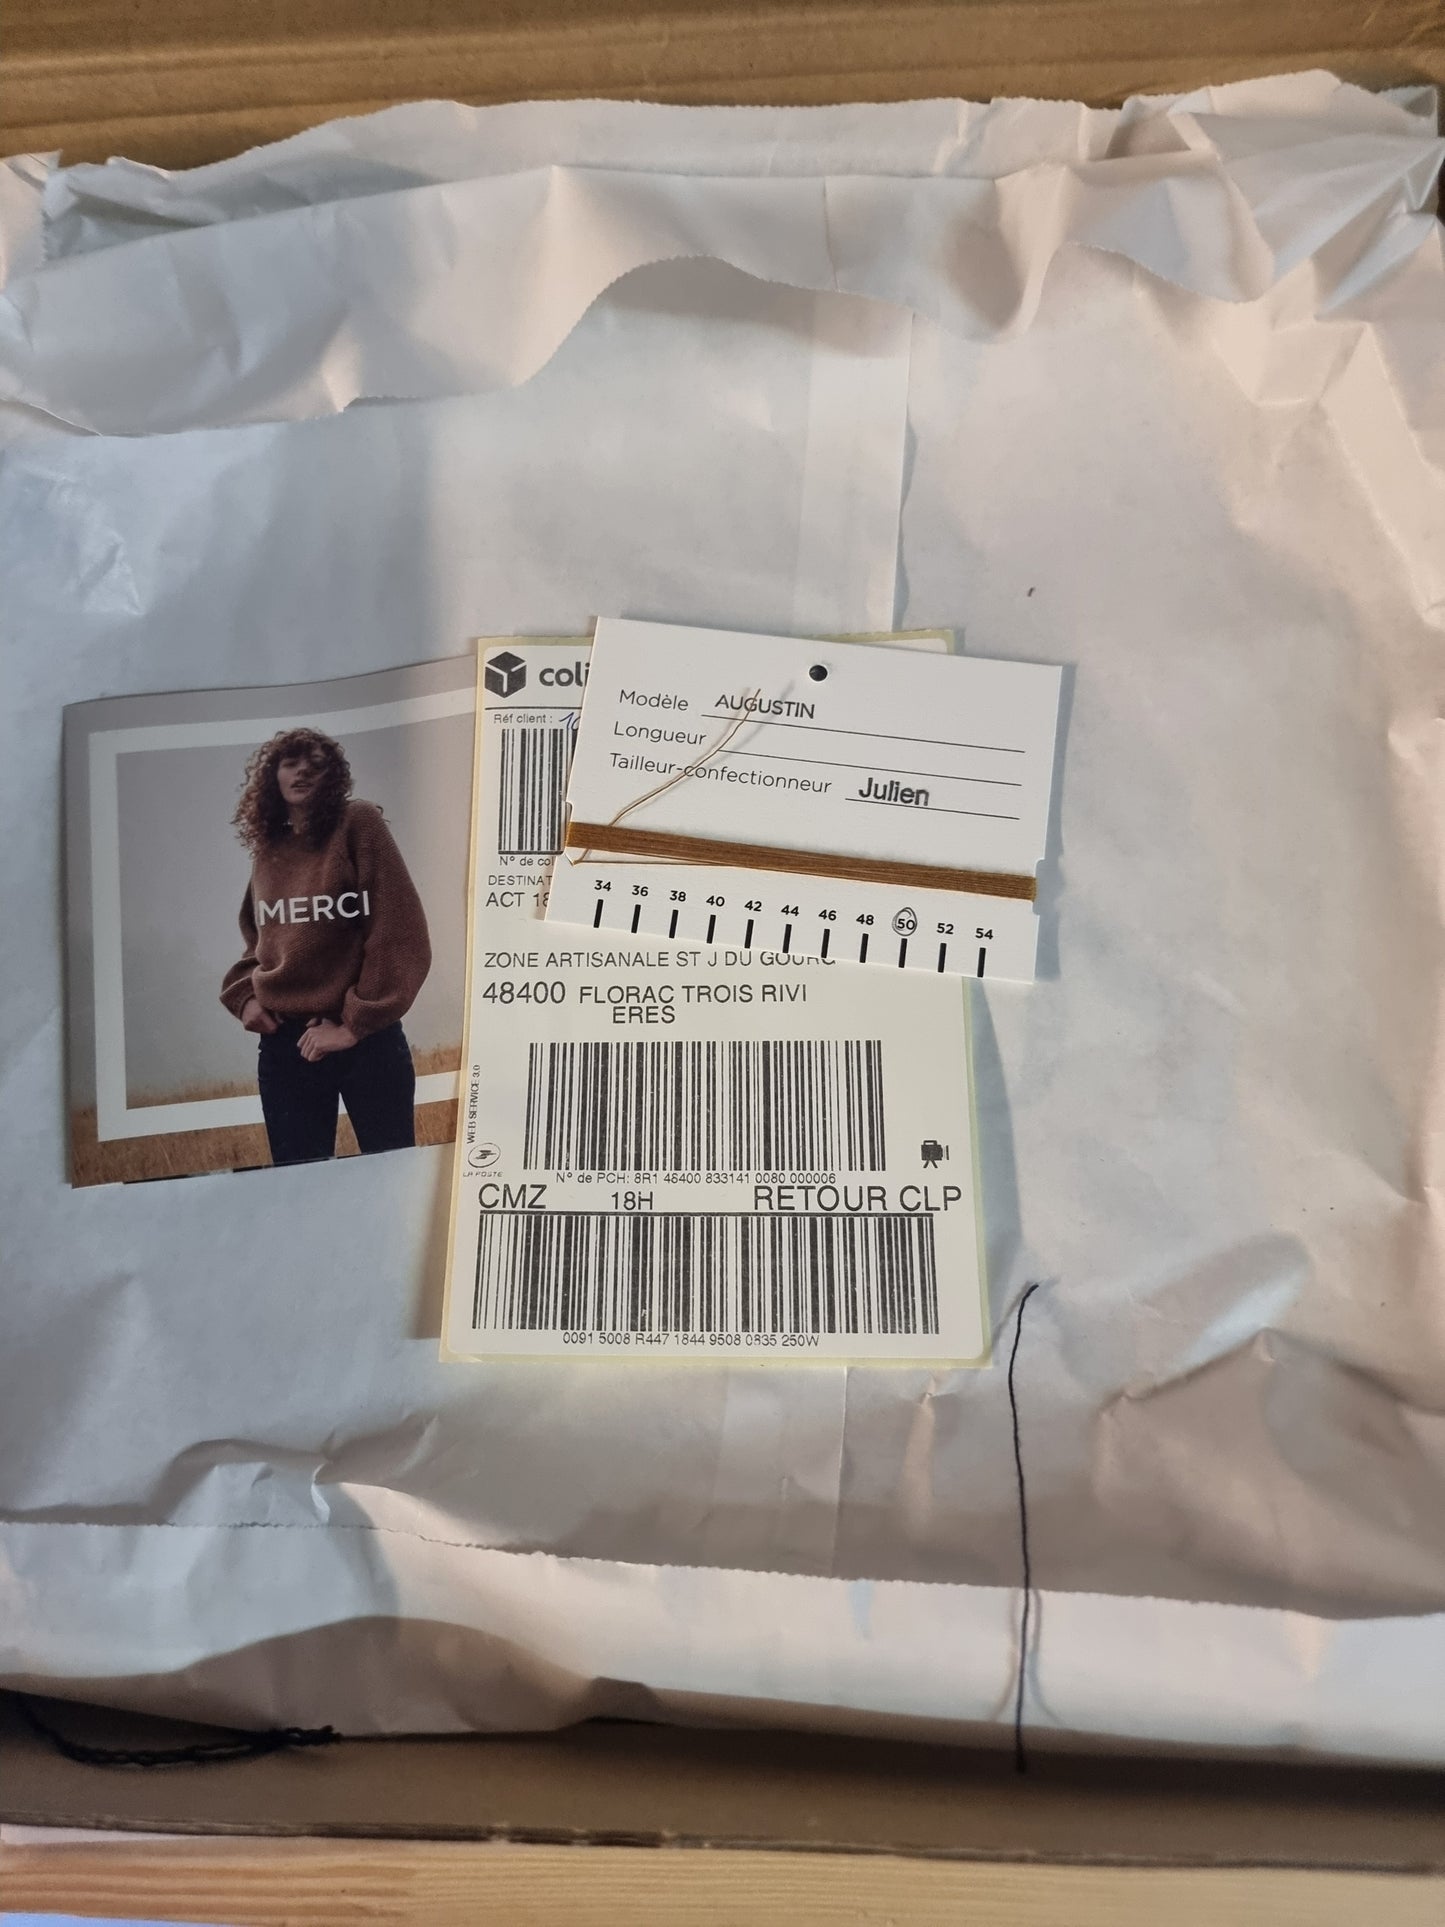 MERCI
coli
Réf client : 10
N° de col
DESTINAT
ACT 18
ZONE ARTISANALE ST J DU GOURG
48400 FLORAC TROIS RIVI
ERES
WEB SERVICE 3.0
LA POSTE
N° de PCH: 8R1 48400 833141 0080 000006
CMZ 18H RETOUR CLP
0091 5008 R447 1844 9508 0835 250W
Modèle AUGUSTIN
Longueur
Tailleur-confectionneur Julien
34 36 38 40 42 44 46 48 50 52 54